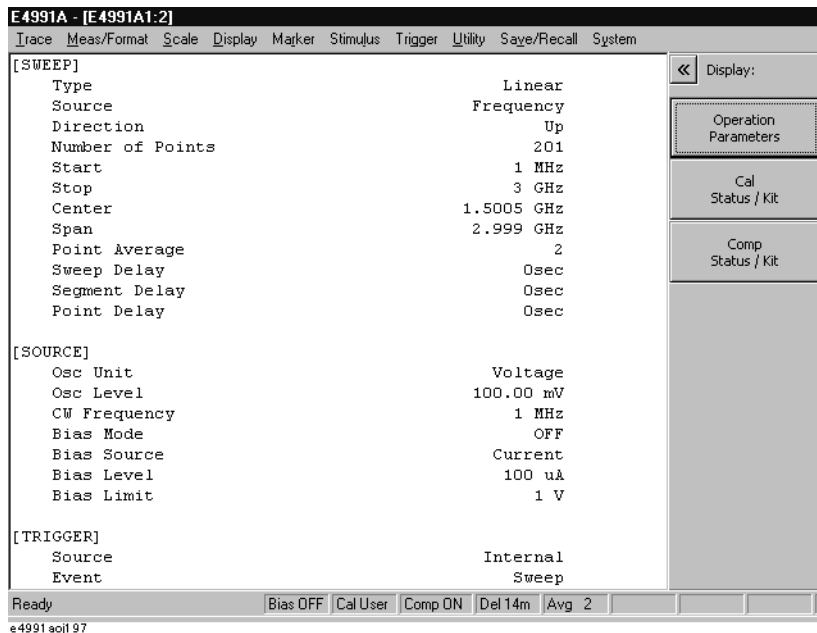 E4991A - [E4991A1:2]
Trace Meas/Format Scale Display Marker Stimulus Trigger Utility Save/Recall System
[SWEEP]
Type Linear
Source Frequency
Direction Up
Number of Points 201
Start 1 MHz
Stop 3 GHz
Center 1.5005 GHz
Span 2.999 GHz
Point Average 2
Sweep Delay 0sec
Segment Delay 0sec
Point Delay 0sec
[SOURCE]
Osc Unit Voltage
Osc Level 100.00 mV
CW Frequency 1 MHz
Bias Mode OFF
Bias Source Current
Bias Level 100 uA
Bias Limit 1 V
[TRIGGER]
Source Internal
Event Sweep
« Display:
Operation
Parameters
Cal
Status / Kit
Comp
Status / Kit
Ready Bias OFF Cal User Comp ON Del 14m Avg 2
e4991aoi197